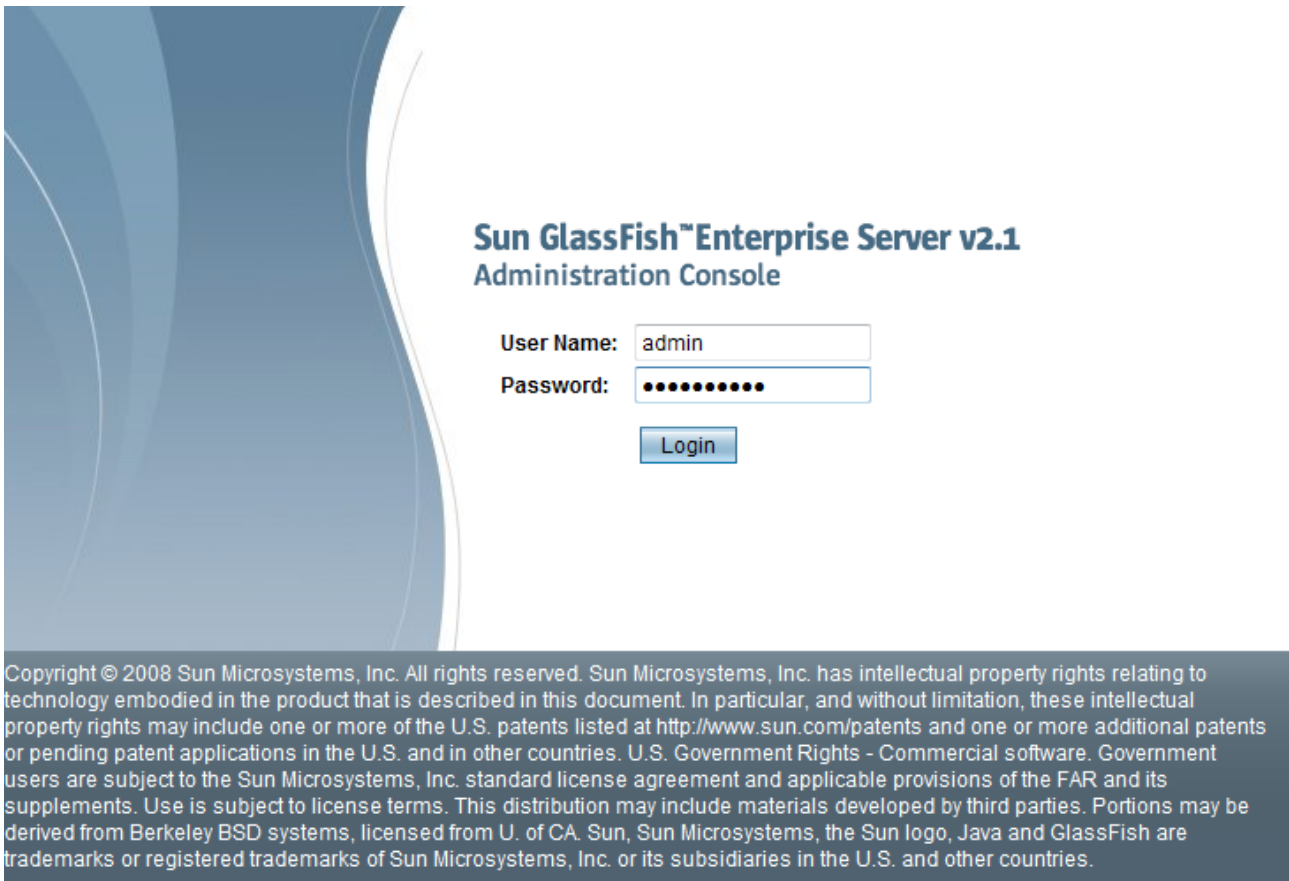 Sun GlassFish™Enterprise Server v2.1
Administration Console
User Name: admin
Password: ••••••••••
Login
Copyright © 2008 Sun Microsystems, Inc. All rights reserved. Sun Microsystems, Inc. has intellectual property rights relating to
technology embodied in the product that is described in this document. In particular, and without limitation, these intellectual
property rights may include one or more of the U.S. patents listed at http://www.sun.com/patents and one or more additional patents
or pending patent applications in the U.S. and in other countries. U.S. Government Rights - Commercial software. Government
users are subject to the Sun Microsystems, Inc. standard license agreement and applicable provisions of the FAR and its
supplements. Use is subject to license terms. This distribution may include materials developed by third parties. Portions may be
derived from Berkeley BSD systems, licensed from U. of CA. Sun, Sun Microsystems, the Sun logo, Java and GlassFish are
trademarks or registered trademarks of Sun Microsystems, Inc. or its subsidiaries in the U.S. and other countries.